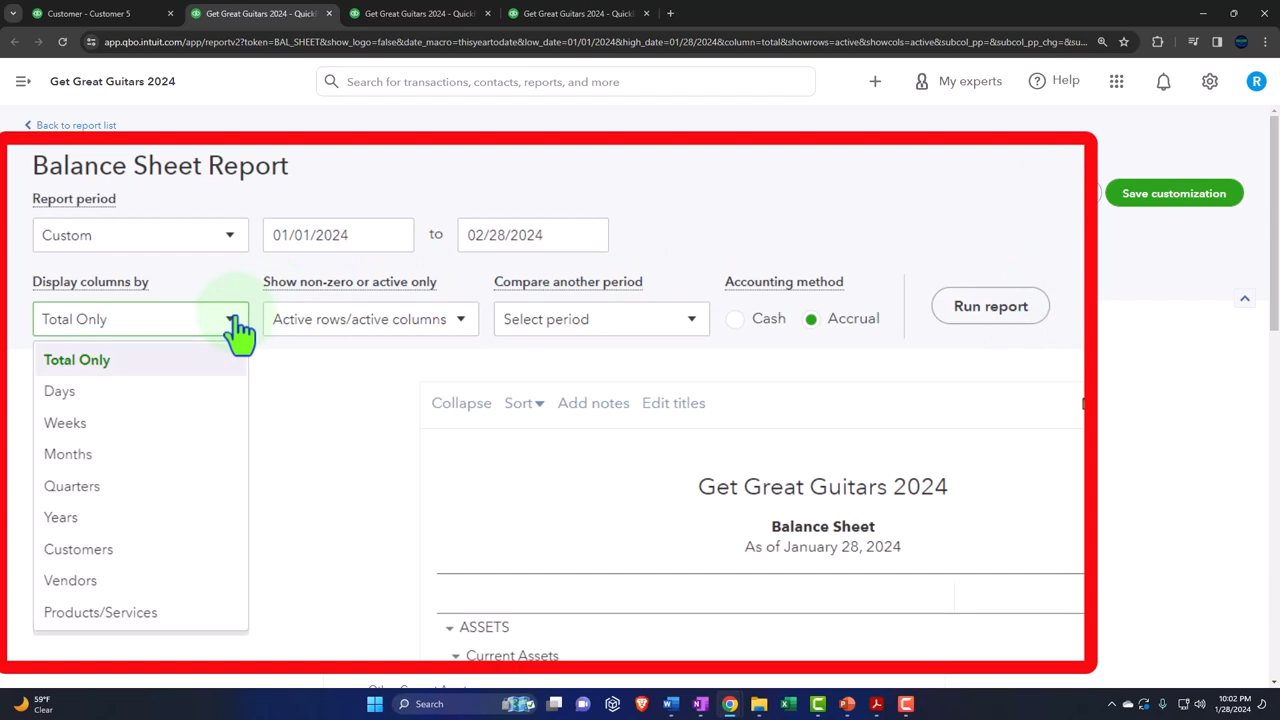 Customer - Customer 5
Get Great Guitars 2024 - QuickB
Get Great Guitars 2024 - QuickB
Get Great Guitars 2024 - QuickB
app.qbo.intuit.com/app/reportv2?token=BAL_SHEET&show_logo=false&date_macro=thisyeartodate&low_date=01/01/2024&high_date=01/28/2024&column=total&showrows=active&showcols=active&subcol_pp=&subcol_pp_chg=&su...
Get Great Guitars 2024
Search for transactions, contacts, reports, and more
My experts
Help
R
Back to report list
Balance Sheet Report
Save customization
Report period
Custom
01/01/2024 to 02/28/2024
Display columns by
Show non-zero or active only
Compare another period
Accounting method
Total Only
Active rows/active columns
Select period
Cash
Accrual
Run report
Total Only
Days
Weeks
Months
Quarters
Years
Customers
Vendors
Products/Services
Collapse Sort Add notes Edit titles
Get Great Guitars 2024
Balance Sheet
As of January 28, 2024
ASSETS
Current Assets
59°F
Clear
Search
10:02 PM
1/28/2024